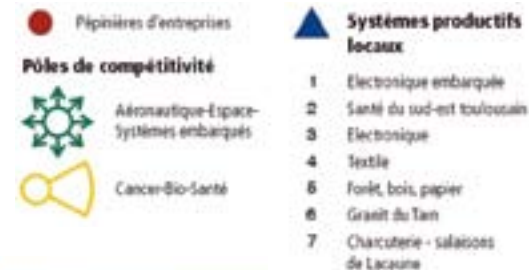 Pépinières d'entreprises
Pôles de compétitivité
Aéronautique-Espace-
Systèmes embarqués
Cancer-Bio-Santé
Systèmes productifs
locaux
1 Electronique embarquée
2 Santé du sud-est toulousain
3 Electronique
4 Textile
5 Forêt, bois, papier
6 Granit du Tarn
7 Charcuterie - salaisons
de Lacaune